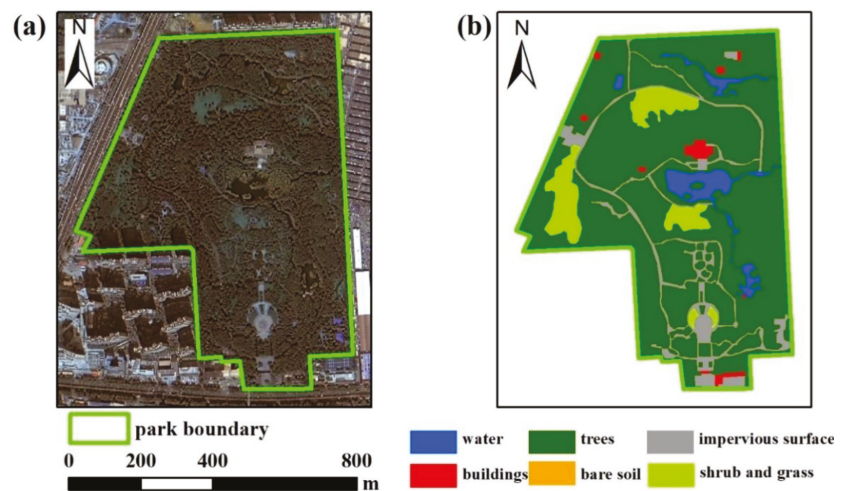 (a)
N
(b)
N
park boundary
0 200 400 800
m
water trees impervious surface
buildings bare soil shrub and grass